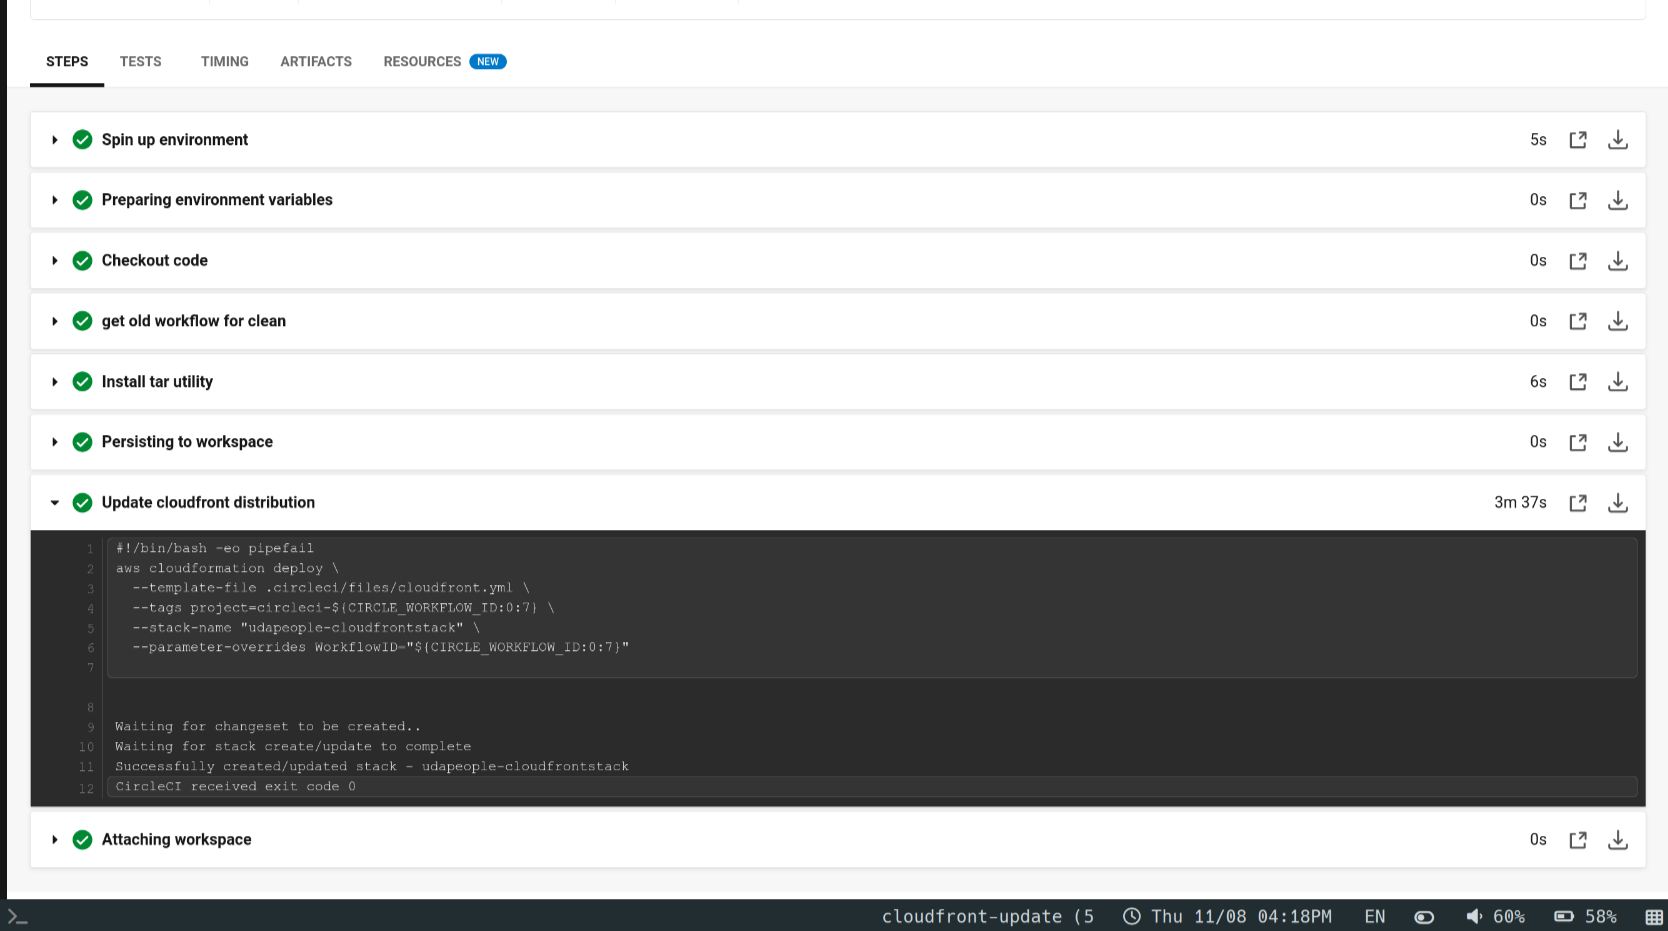 STEPS TESTS TIMING ARTIFACTS RESOURCES NEW
Spin up environment 5s
Preparing environment variables 0s
Checkout code 0s
get old workflow for clean 0s
Install tar utility 6s
Persisting to workspace 0s
Update cloudfront distribution 3m 37s
1 #!/bin/bash -eo pipefail
2 aws cloudformation deploy \
3 --template-file .circleci/files/cloudfront.yml \
4 --tags project=circleci-${CIRCLE_WORKFLOW_ID:0:7} \
5 --stack-name "udapeople-cloudfrontstack" \
6 --parameter-overrides WorkflowID="${CIRCLE_WORKFLOW_ID:0:7}"
7
8
9 Waiting for changeset to be created..
10 Waiting for stack create/update to complete
11 Successfully created/updated stack - udapeople-cloudfrontstack
12 CircleCI received exit code 0
Attaching workspace 0s
>_ cloudfront-update (5 Thu 11/08 04:18PM EN 60% 58%